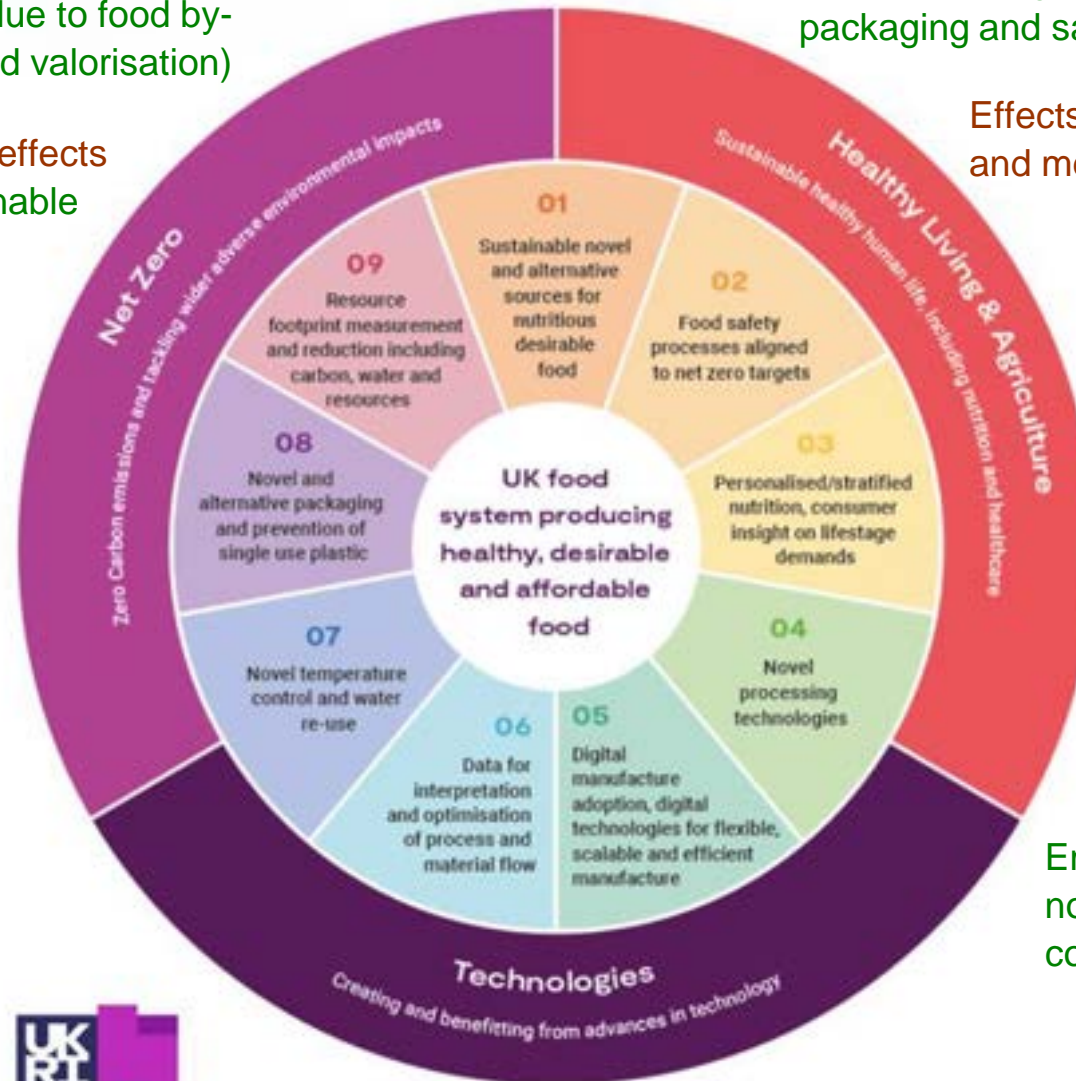 lue to food by-
d valorisation)
effects
nable
packaging and sa
Effects
and mo
Net Zero
Zero Carbon emissions and tackling wider adverse environmental impacts
Healthy Living & Agriculture
Sustainable healthy human life, including nutrition and healthcare
01
Sustainable novel
and alternative
sources for
nutritious
desirable
food
02
Food safety
processes aligned
to net zero targets
03
Personalised/stratified
nutrition, consumer
insight on lifestage
demands
04
Novel
processing
technologies
05
Digital
manufacture
adoption, digital
technologies for flexible,
scalable and efficient
manufacture
06
Data for
interpretation
and optimisation
of process and
material flow
07
Novel temperature
control and water
re-use
08
Novel and
alternative packaging
and prevention of
single use plastic
09
Resource
footprint measurement
and reduction including
carbon, water and
resources
UK food
system producing
healthy, desirable
and affordable
food
Technologies
Creating and benefitting from advances in technology
En
no
co
UK
RI